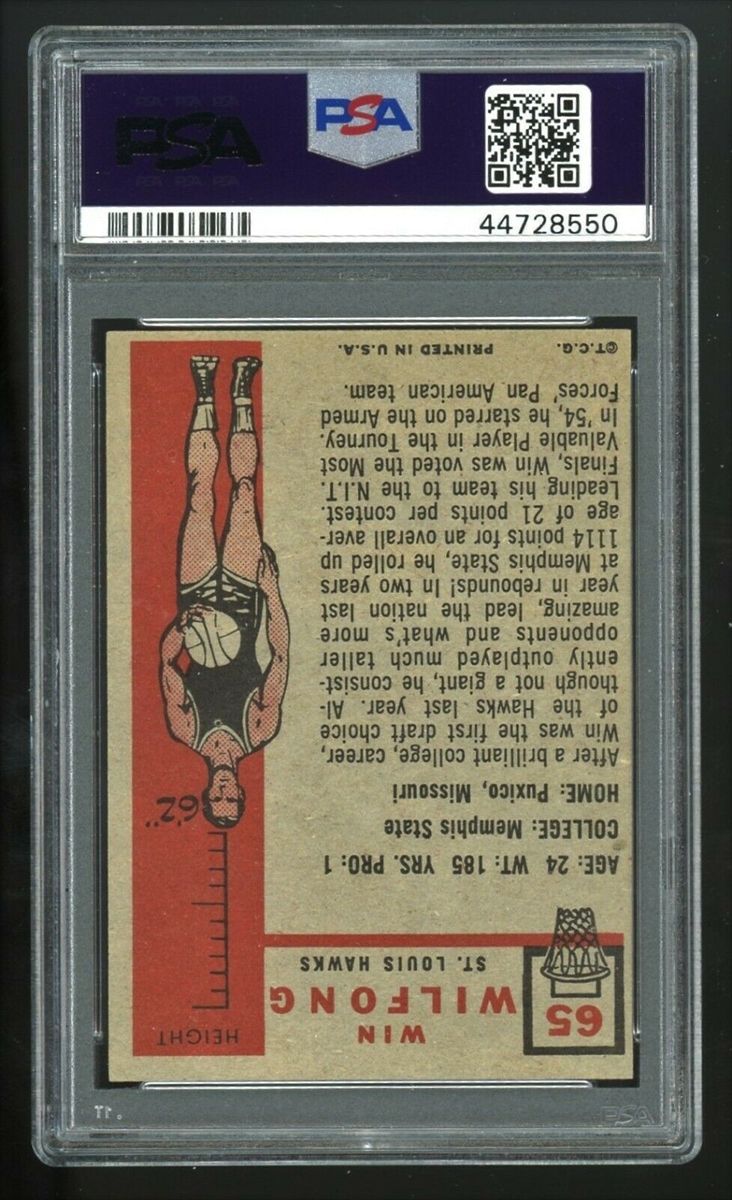 PSA
PSA
44728550
65
WIN
WILFONG
ST. LOUIS HAWKS
HEIGHT
6'2"
AGE: 24 WT: 185 YRS. PRO: 1
COLLEGE: Memphis State
HOME: Puxico, Missouri
After a brilliant college, career,
Win was the first draft choice
of the Hawks last year. Al-
though not a giant, he consist-
ently outplayed much taller
opponents and what's more
amazing, lead the nation last
year in rebounds! In two years
at Memphis State, he rolled up
1114 points for an overall aver-
age of 21 points per contest.
Leading his team to the N.I.T.
Finals, Win was voted the Most
Valuable Player in the Tourney.
In '54, he starred on the Armed
Forces' Pan American team.
©T.C.G. PRINTED IN U.S.A.
PSA